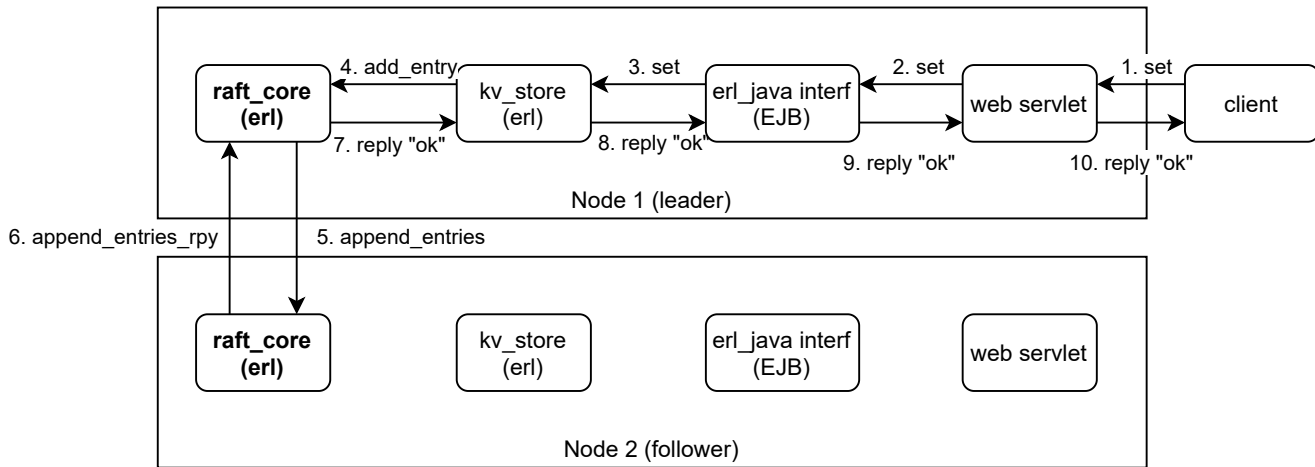 4. add_entry
3. set
2. set
1. set
raft_core
(erl)
kv_store
(erl)
erl_java interf
(EJB)
web servlet
client
7. reply "ok"
8. reply "ok"
9. reply "ok"
10. reply "ok"
Node 1 (leader)
6. append_entries_rpy
5. append_entries
raft_core
(erl)
kv_store
(erl)
erl_java interf
(EJB)
web servlet
Node 2 (follower)